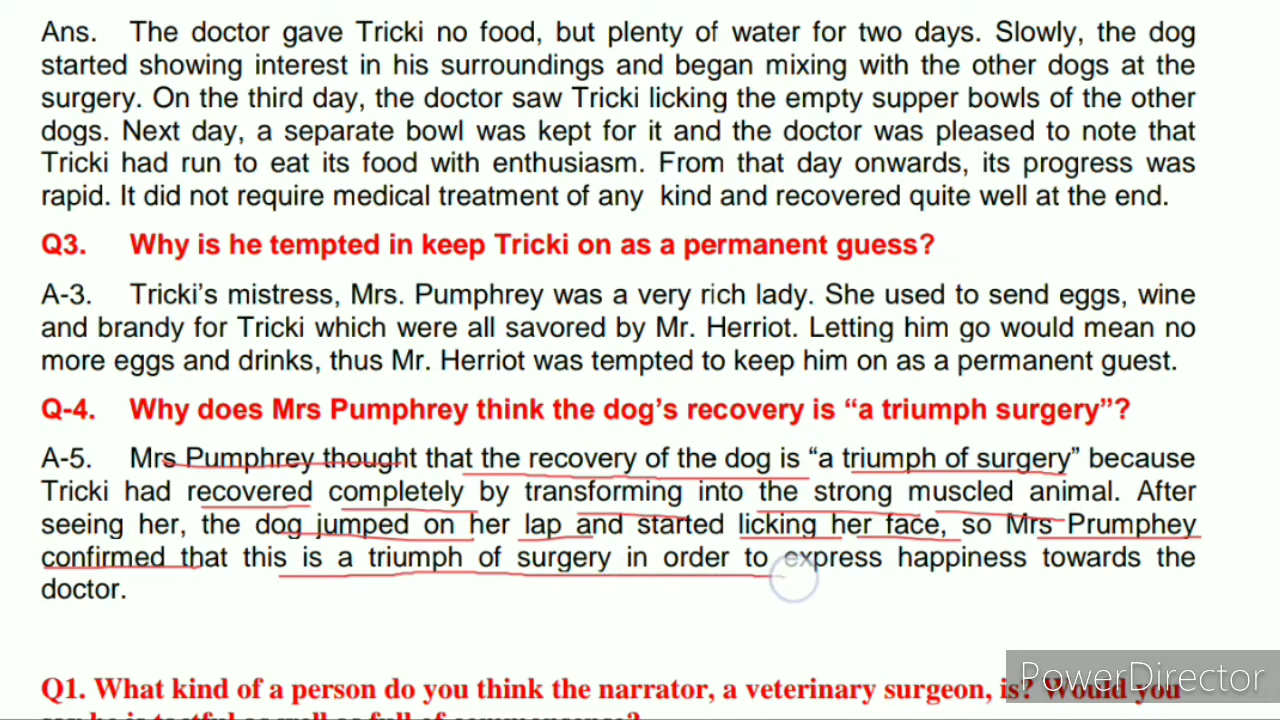 Ans. The doctor gave Tricki no food, but plenty of water for two days. Slowly, the dog
started showing interest in his surroundings and began mixing with the other dogs at the
surgery. On the third day, the doctor saw Tricki licking the empty supper bowls of the other
dogs. Next day, a separate bowl was kept for it and the doctor was pleased to note that
Tricki had run to eat its food with enthusiasm. From that day onwards, its progress was
rapid. It did not require medical treatment of any kind and recovered quite well at the end.
Q3. Why is he tempted in keep Tricki on as a permanent guess?
A-3. Tricki's mistress, Mrs. Pumphrey was a very rich lady. She used to send eggs, wine
and brandy for Tricki which were all savored by Mr. Herriot. Letting him go would mean no
more eggs and drinks, thus Mr. Herriot was tempted to keep him on as a permanent guest.
Q-4. Why does Mrs Pumphrey think the dog's recovery is “a triumph surgery”?
A-5. Mrs Pumphrey thought that the recovery of the dog is “a triumph of surgery” because
Tricki had recovered completely by transforming into the strong muscled animal. After
seeing her, the dog jumped on her lap and started licking her face, so Mrs Prumphey
confirmed that this is a triumph of surgery in order to express happiness towards the
doctor.
Q1. What kind of a person do you think the narrator, a veterinary surgeon, is? Would you
PowerDirector